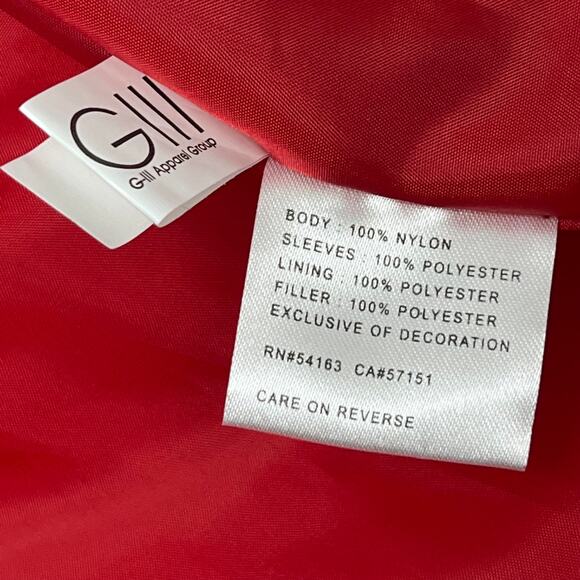 GIII
G-III Apparel Group
BODY : 100% NYLON
SLEEVES : 100% POLYESTER
LINING : 100% POLYESTER
FILLER : 100% POLYESTER
EXCLUSIVE OF DECORATION
RN#54163 CA#57151
CARE ON REVERSE